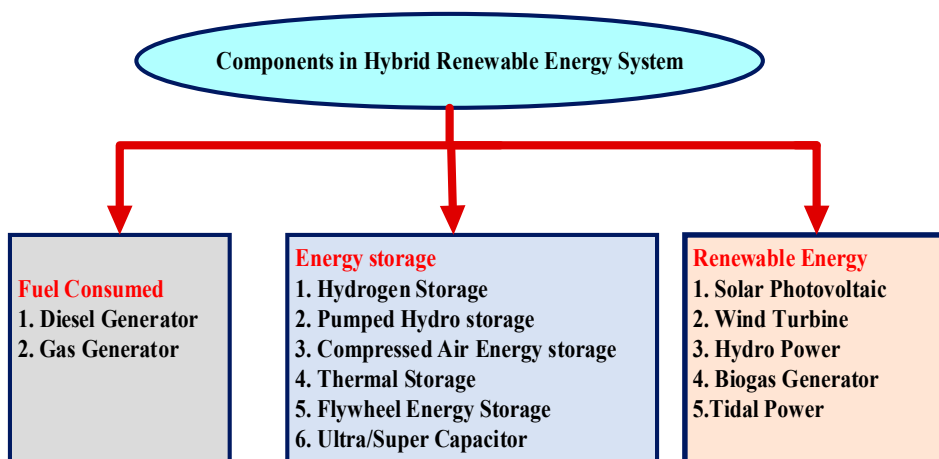 Components in Hybrid Renewable Energy System
Fuel Consumed
1. Diesel Generator
2. Gas Generator
Energy storage
1. Hydrogen Storage
2. Pumped Hydro storage
3. Compressed Air Energy storage
4. Thermal Storage
5. Flywheel Energy Storage
6. Ultra/Super Capacitor
Renewable Energy
1. Solar Photovoltaic
2. Wind Turbine
3. Hydro Power
4. Biogas Generator
5.Tidal Power